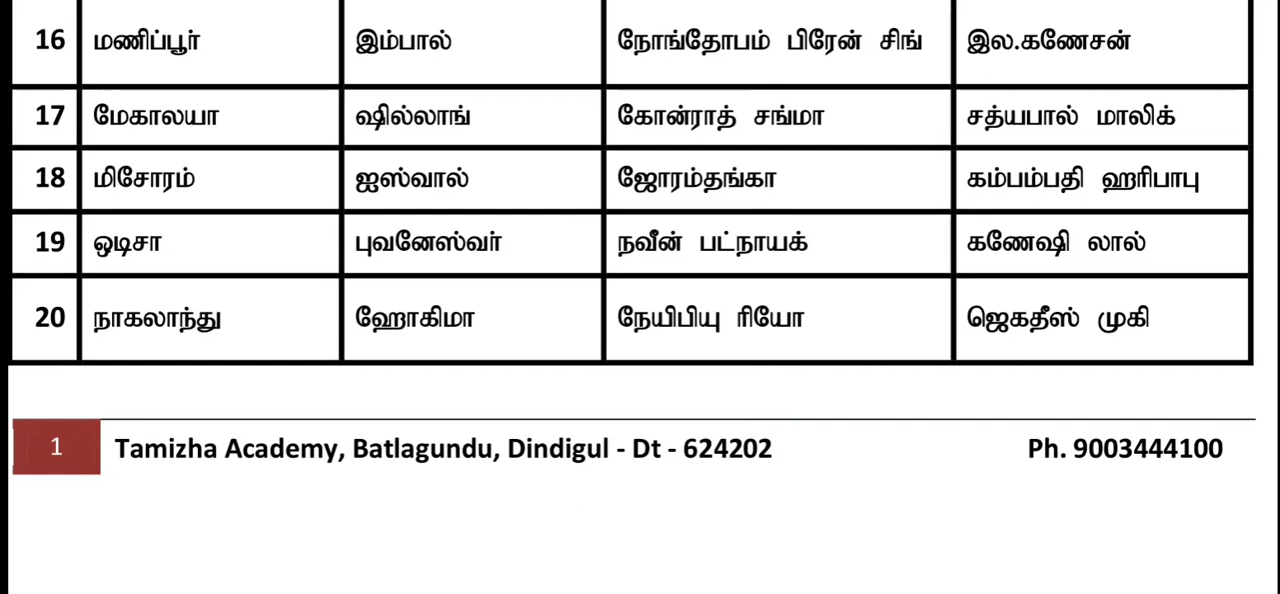 16 மணிப்பூர் இம்பால் நோங்தோபம் பிரேன் சிங் இல.கணேசன்
17 மேகாலயா ஷில்லாங் கோன்ராத் சங்மா சத்யபால் மாலிக்
18 மிசோரம் ஐஸ்வால் ஜோரம்தங்கா கம்பம்பதி ஹரிபாபு
19 ஒடிசா புவனேஸ்வர் நவீன் பட்நாயக் கணேஷி லால்
20 நாகலாந்து ஹோகிமா நேயிபியு ரியோ ஜெகதீஸ் முகி
1 Tamizha Academy, Batlagundu, Dindigul - Dt - 624202 Ph. 9003444100